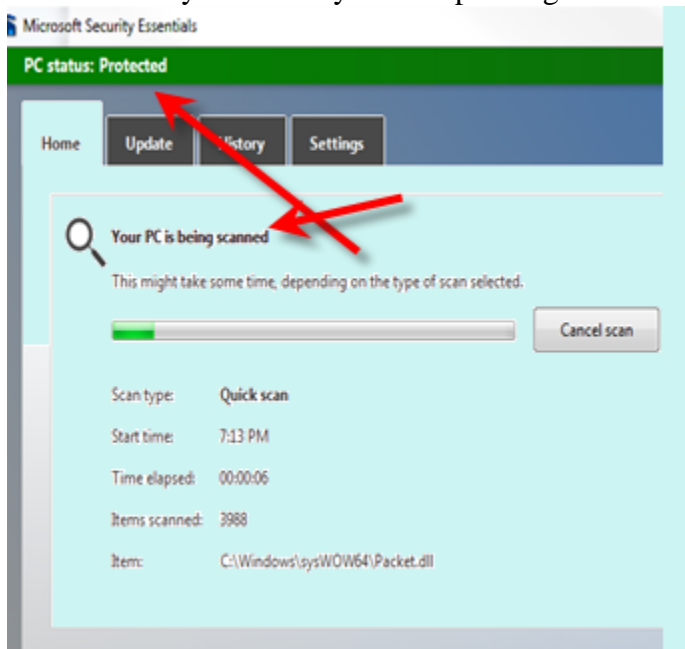 Microsoft Security Essentials
PC status: Protected
Home Update History Settings
Your PC is being scanned
This might take some time, depending on the type of scan selected.
Cancel scan
Scan type: Quick scan
Start time: 7:13 PM
Time elapsed: 00:00:06
Items scanned: 3988
Item: C:\Windows\sysWOW64\Packet.dll